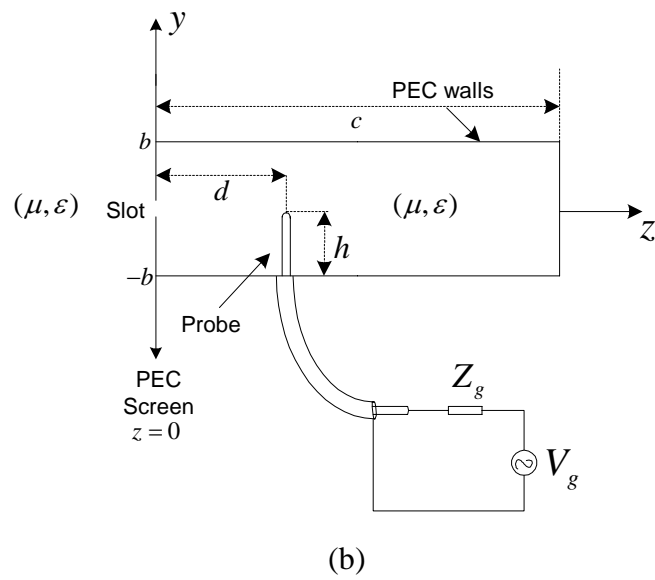 y
PEC walls
c
b
d
(μ, ε)
Slot
(μ, ε)
z
h
−b
Probe
PEC
Screen
z = 0
Z_g
V_g
(b)